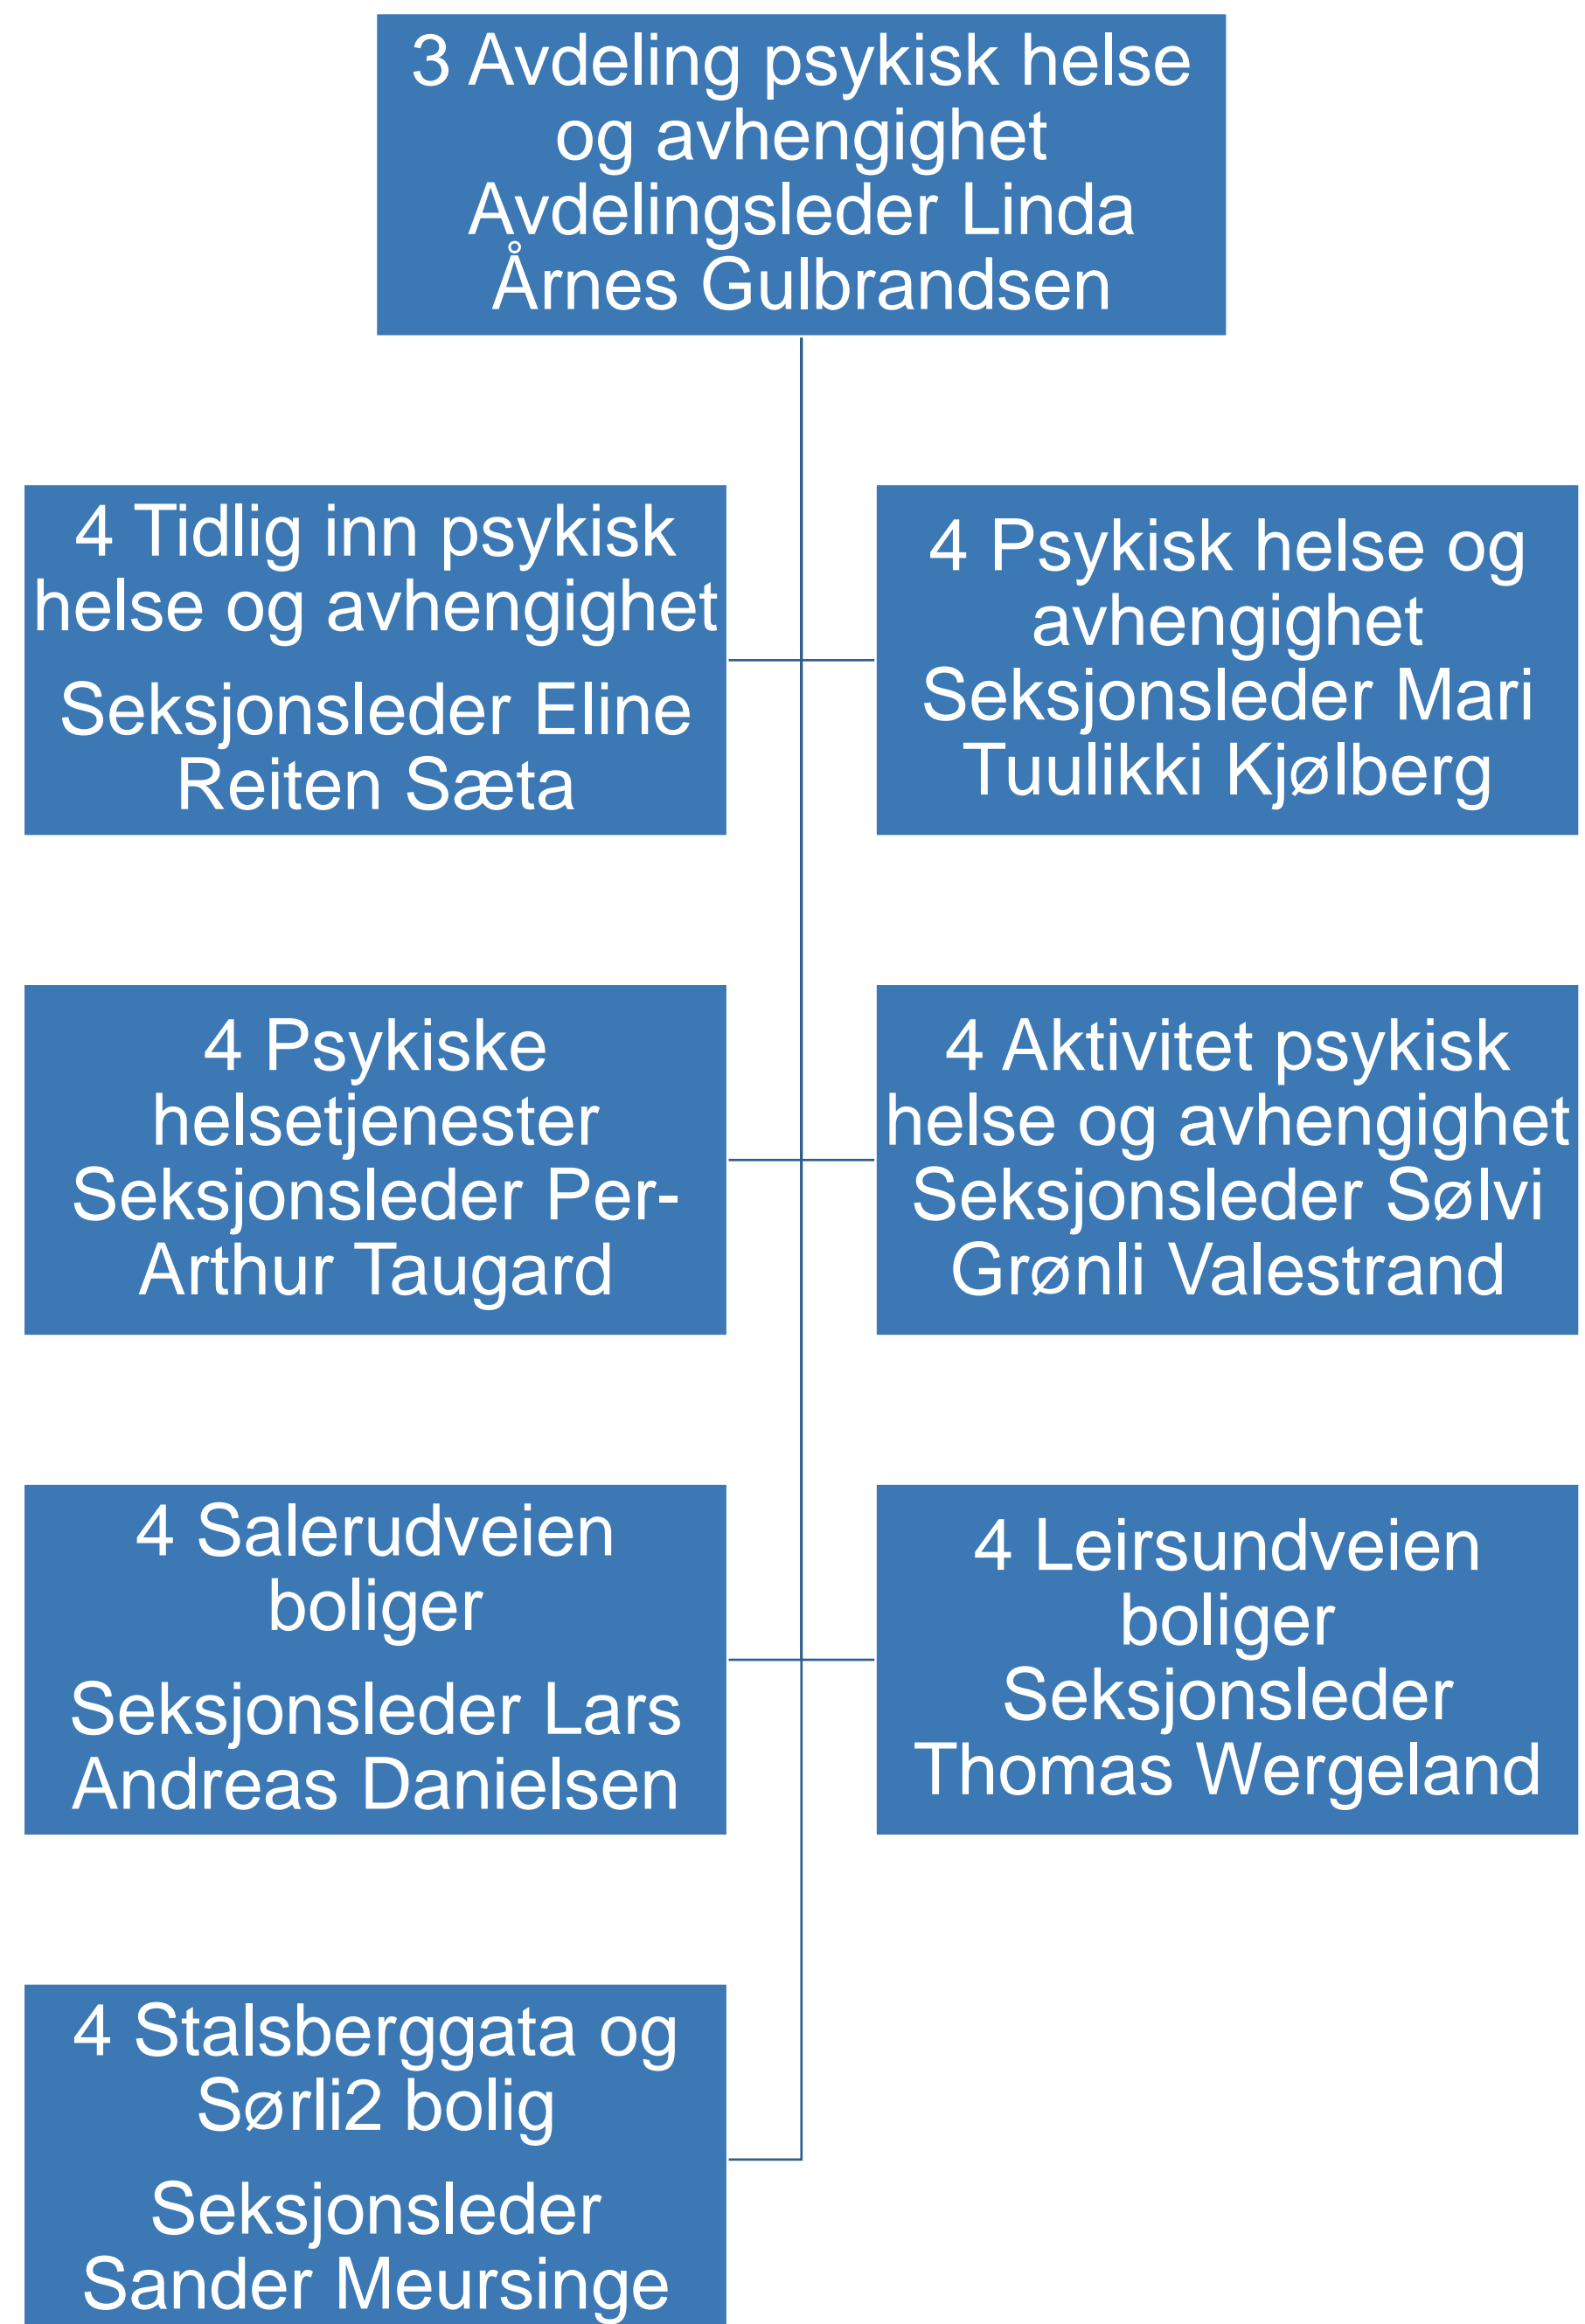 3 Avdeling psykisk helse
og avhengighet
Avdelingsleder Linda
Årnes Gulbrandsen
4 Tidlig inn psykisk
helse og avhengighet
Seksjonsleder Eline
Reiten Sæta
4 Psykisk helse og
avhengighet
Seksjonsleder Mari
Tuulikki Kjølberg
4 Psykiske
helsetjenester
Seksjonsleder Per-
Arthur Taugard
4 Aktivitet psykisk
helse og avhengighet
Seksjonsleder Sølvi
Grønli Valestrand
4 Salerudveien
boliger
Seksjonsleder Lars
Andreas Danielsen
4 Leirsundveien
boliger
Seksjonsleder
Thomas Wergeland
4 Stalsberggata og
Sørli2 bolig
Seksjonsleder
Sander Meursinge